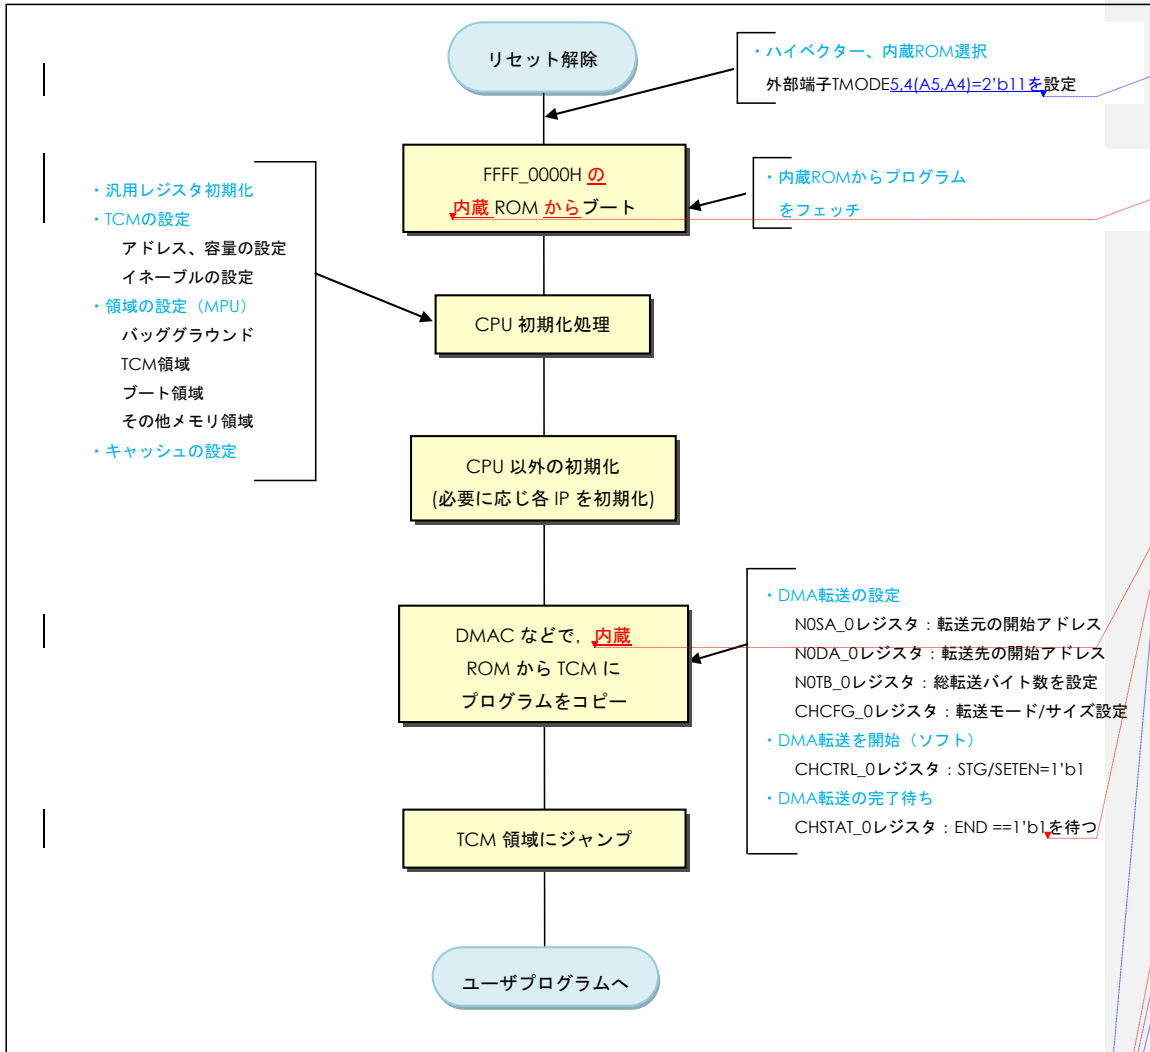 リセット解除
・ハイベクター、内蔵ROM選択
外部端子TMODE5,4(A5,A4)=2'b11を設定
FFFF_0000H の
内蔵 ROM からブート
・内蔵ROMからプログラム
をフェッチ
・汎用レジスタ初期化
・TCMの設定
アドレス、容量の設定
イネーブルの設定
・領域の設定（MPU）
バッググラウンド
TCM領域
ブート領域
その他メモリ領域
・キャッシュの設定
CPU 初期化処理
CPU 以外の初期化
(必要に応じ各 IP を初期化)
DMAC などで, 内蔵
ROM から TCM に
プログラムをコピー
・DMA転送の設定
N0SA_0レジスタ：転送元の開始アドレス
N0DA_0レジスタ：転送先の開始アドレス
N0TB_0レジスタ：総転送バイト数を設定
CHCFG_0レジスタ：転送モード/サイズ設定
・DMA転送を開始（ソフト）
CHCTRL_0レジスタ：STG/SETEN=1'b1
・DMA転送の完了待ち
CHSTAT_0レジスタ：END ==1'b1を待つ
TCM 領域にジャンプ
ユーザプログラムへ